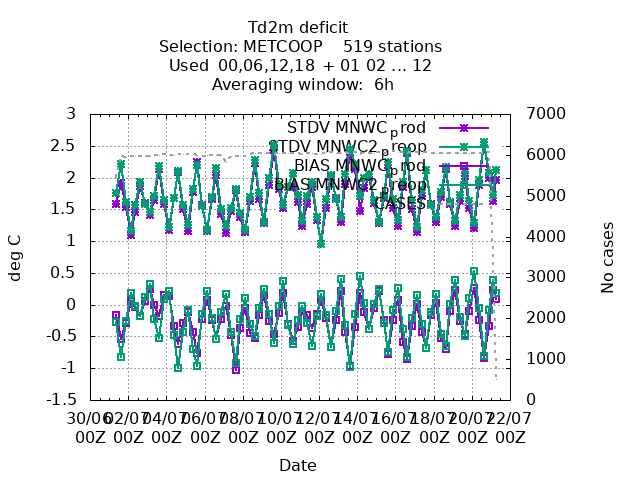 Td2m deficit
Selection: METCOOP    519 stations
Used  00,06,12,18 + 01 02 ... 12
Averaging window:  6h
STDV MNWC_prod
STDV MNWC2_preop
BIAS MNWC_prod
BIAS MNWC2_preop
CASES
3
2.5
2
1.5
1
0.5
0
-0.5
-1
-1.5
deg C
7000
6000
5000
4000
3000
2000
1000
0
No cases
30/06 02/07 04/07 06/07 08/07 10/07 12/07 14/07 16/07 18/07 20/07 22/07
00Z 00Z 00Z 00Z 00Z 00Z 00Z 00Z 00Z 00Z 00Z 00Z
Date